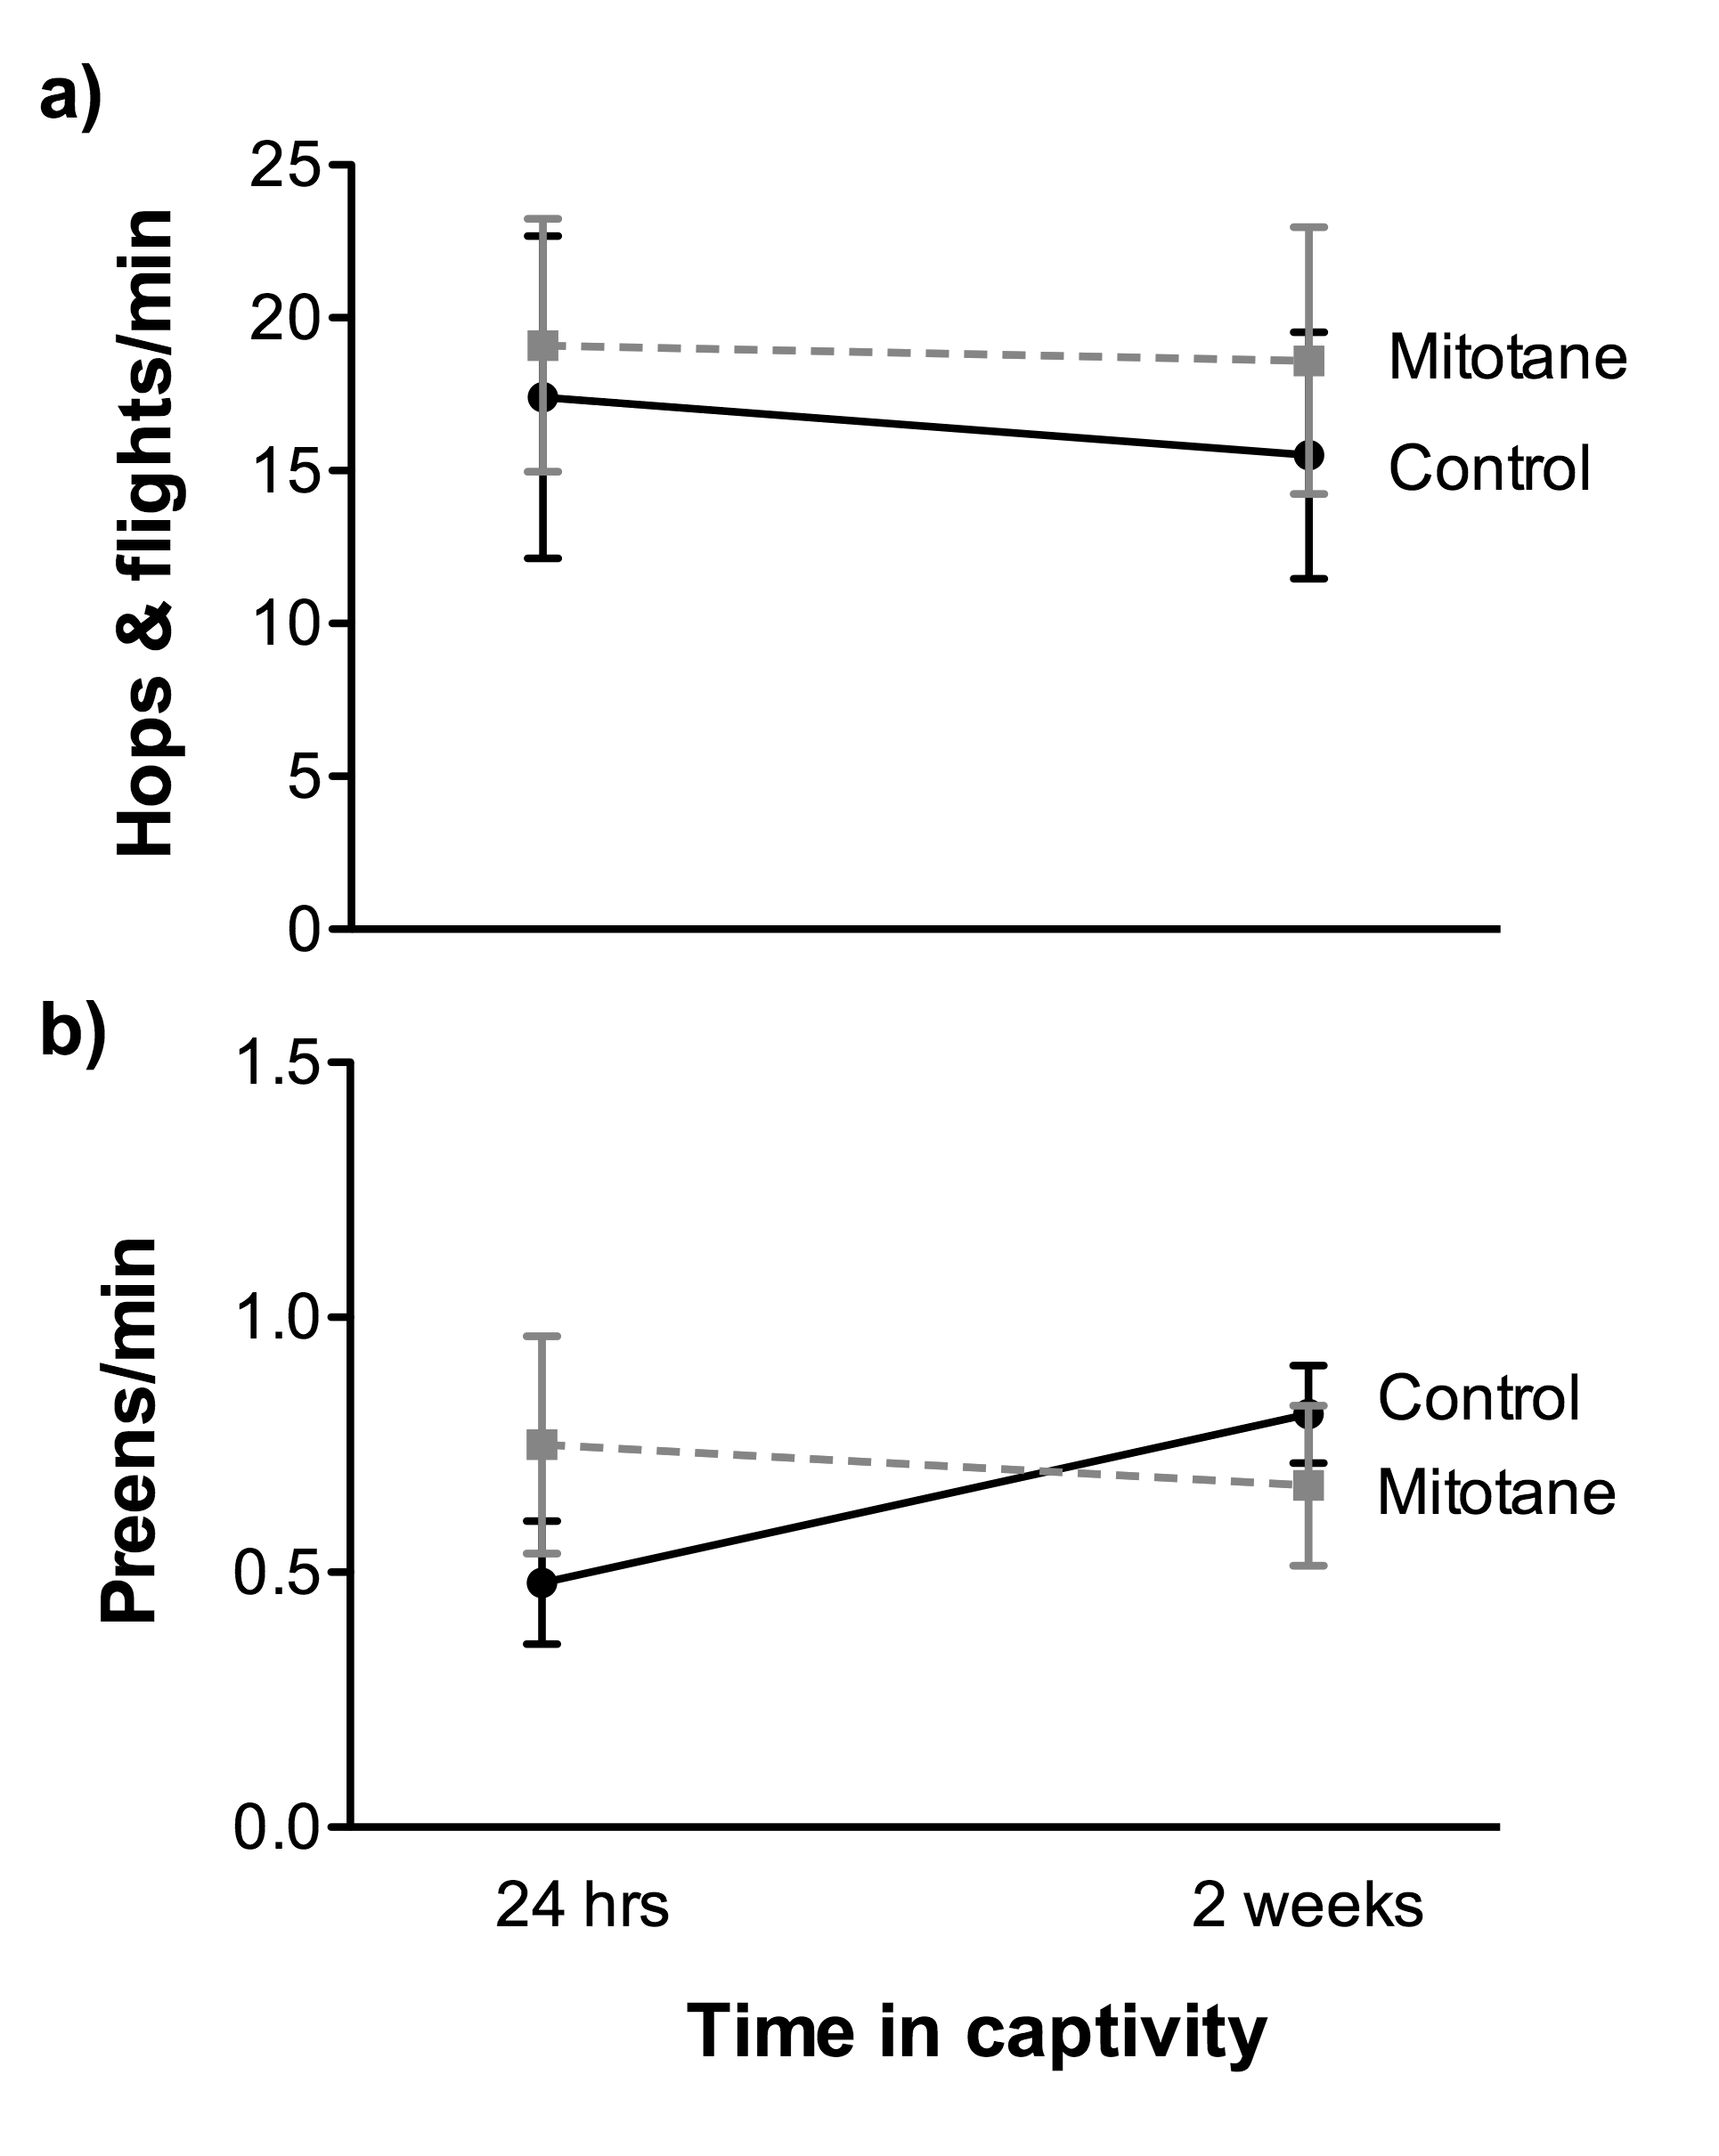 a)
Hops & flights/min
25
20
15
10
5
0
Mitotane
Control
b)
Preens/min
1.5
1.0
0.5
0.0
Control
Mitotane
24 hrs
2 weeks
Time in captivity